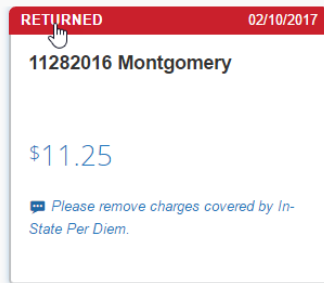 RETURNED 02/10/2017
11282016 Montgomery
$11.25
Please remove charges covered by In-
State Per Diem.